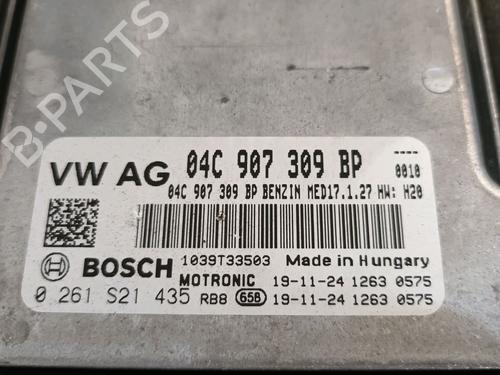 B-PARTS
VW AG 04C 907 309 BP 0010
04C 907 309 BP BENZIN MED17.1.27 HW: H20
BOSCH 1039T33503 Made in Hungary
MOTRONIC 19-11-24 1263 0575
0 261 S21 435 RB8 65B 19-11-24 1263 0575